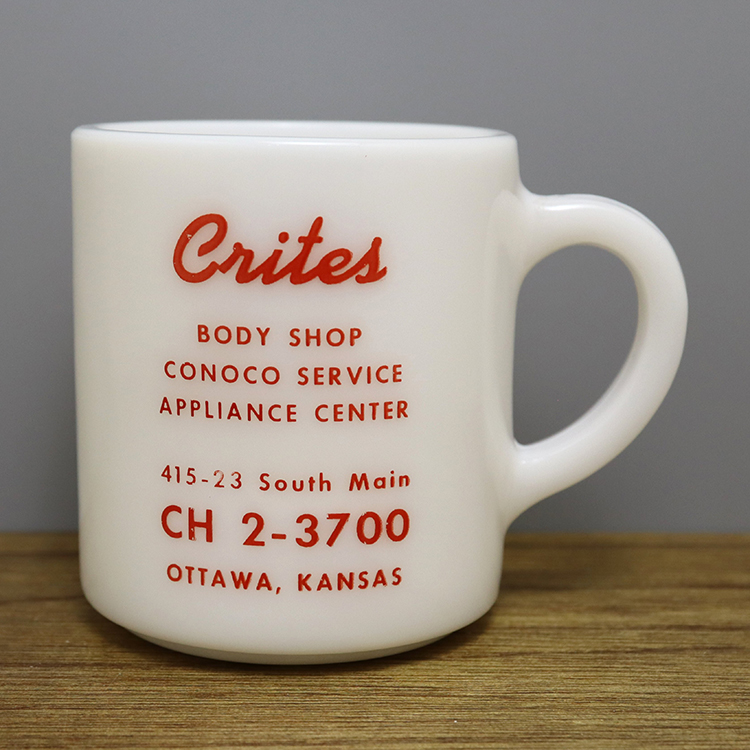 Crites
BODY SHOP
CONOCO SERVICE
APPLIANCE CENTER
415-23 South Main
CH 2-3700
OTTAWA, KANSAS